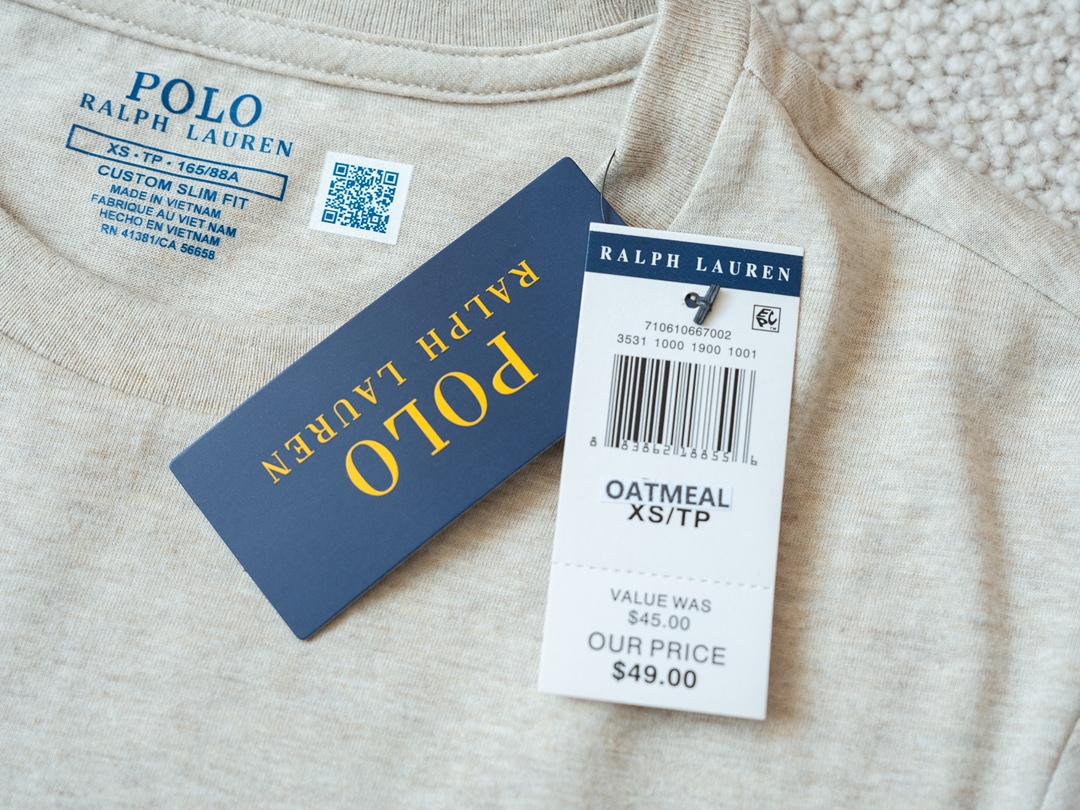 POLO
RALPH LAUREN
XS • TP • 165/88A
CUSTOM SLIM FIT
MADE IN VIETNAM
FABRIQUE AU VIET NAM
HECHO EN VIETNAM
RN 41381/CA 56658
POLO
RALPH LAUREN
RALPH LAUREN
710610667002
3531 1000 1900 1001
OATMEAL
XS/TP
VALUE WAS
$45.00
OUR PRICE
$49.00